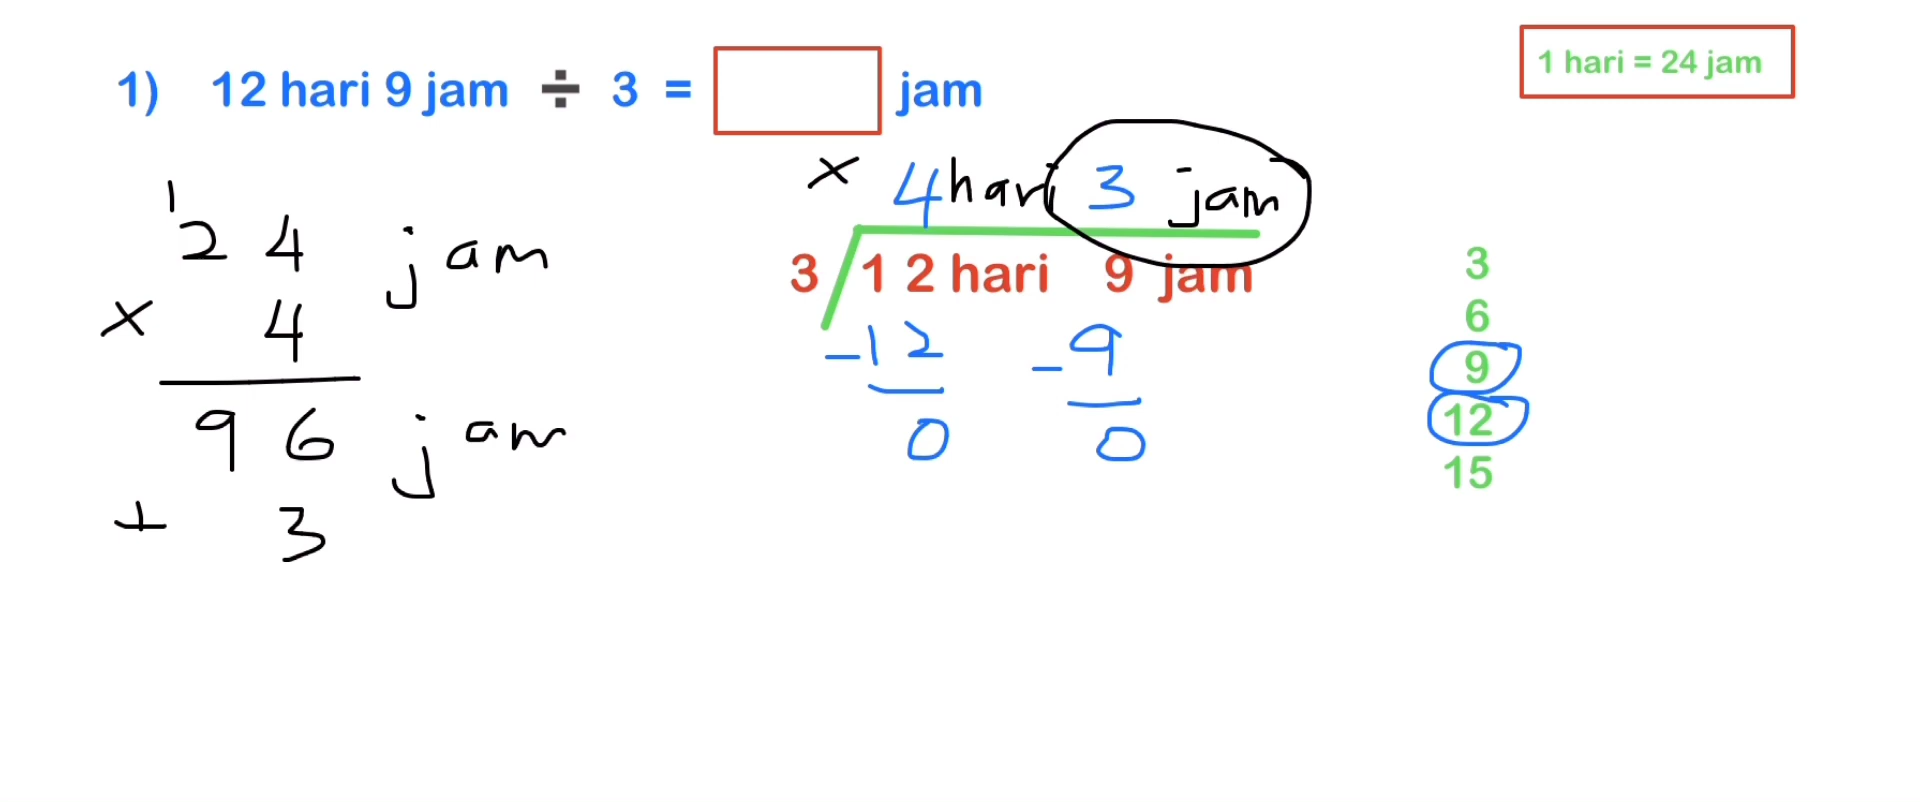 1) 12 hari 9 jam ÷ 3 = jam
1 hari = 24 jam
1
24 jam
× 4
96 jam
+ 3
× 4 hari 3 jam
3 12 hari 9 jam
-12 -9
0 0
3
6
9
12
15